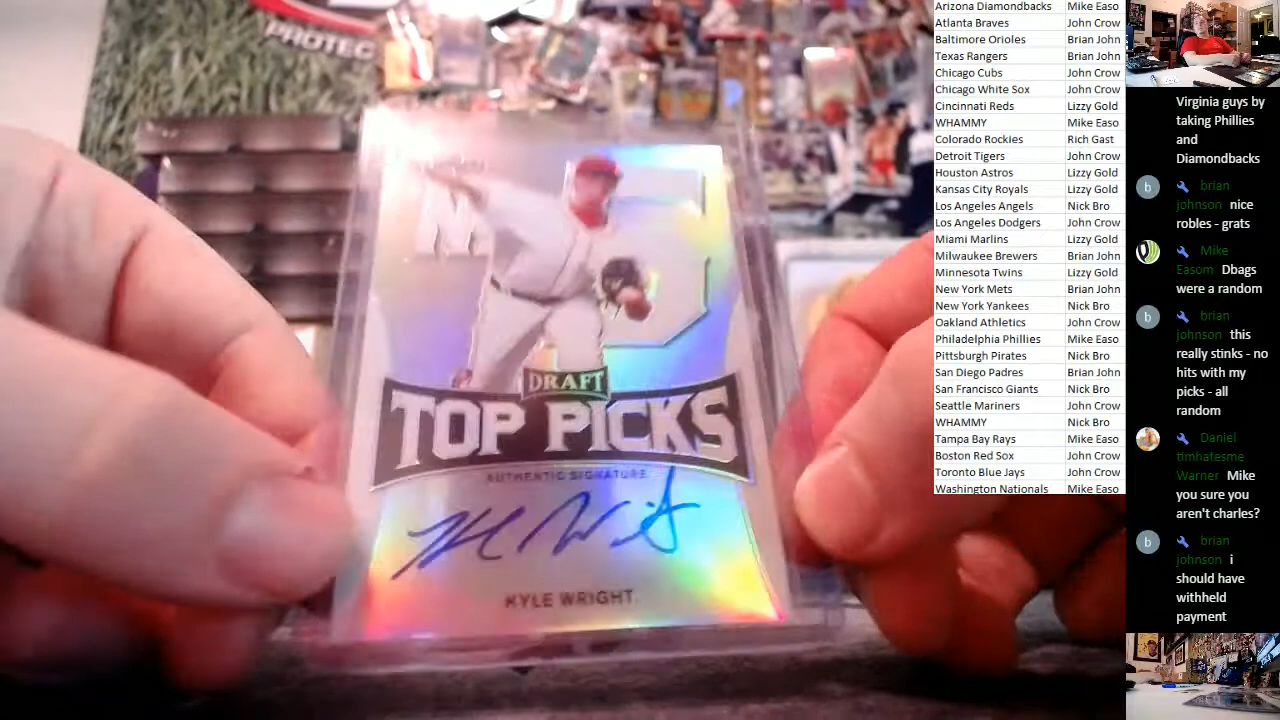 PROTEC
DRAFT
TOP PICKS
AUTHENTIC SIGNATURE
KYLE WRIGHT
Arizona Diamondbacks Mike Easo
Atlanta Braves John Crow
Baltimore Orioles Brian John
Texas Rangers Brian John
Chicago Cubs John Crow
Chicago White Sox John Crow
Cincinnati Reds Lizzy Gold
WHAMMY Mike Easo
Colorado Rockies Rich Gast
Detroit Tigers John Crow
Houston Astros Lizzy Gold
Kansas City Royals Lizzy Gold
Los Angeles Angels Nick Bro
Los Angeles Dodgers John Crow
Miami Marlins Lizzy Gold
Milwaukee Brewers Brian John
Minnesota Twins Lizzy Gold
New York Mets Brian John
New York Yankees Nick Bro
Oakland Athletics John Crow
Philadelphia Phillies Mike Easo
Pittsburgh Pirates Nick Bro
San Diego Padres Brian John
San Francisco Giants Nick Bro
Seattle Mariners John Crow
WHAMMY Nick Bro
Tampa Bay Rays Mike Easo
Boston Red Sox John Crow
Toronto Blue Jays John Crow
Washington Nationals Mike Easo
Virginia guys by
taking Phillies
and
Diamondbacks
b brian
johnson nice
robles - grats
Mike
Easom Dbags
were a random
b brian
johnson this
really stinks - no
hits with my
picks - all
random
Daniel
timhatesme
Warner Mike
you sure you
aren't charles?
b brian
johnson i
should have
withheld
payment